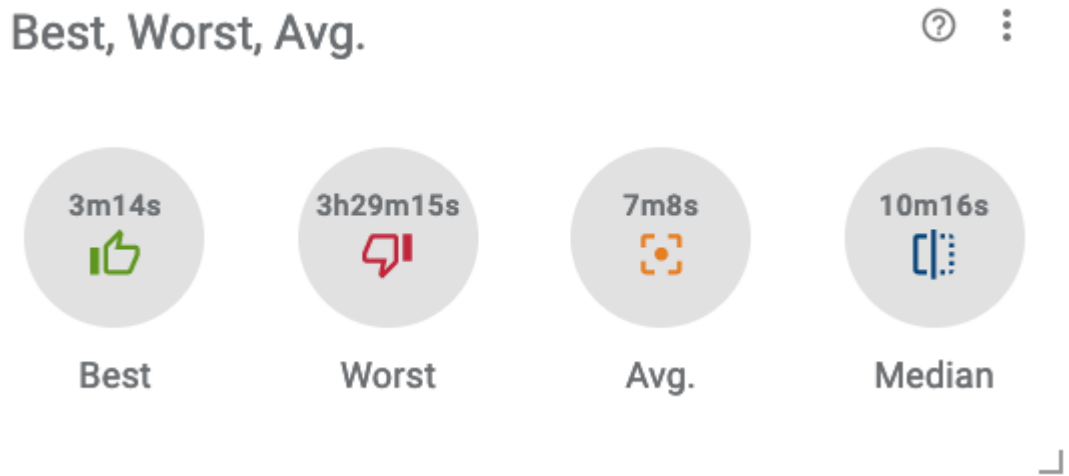 Best, Worst, Avg.
3m14s
3h29m15s
7m8s
10m16s
Best
Worst
Avg.
Median